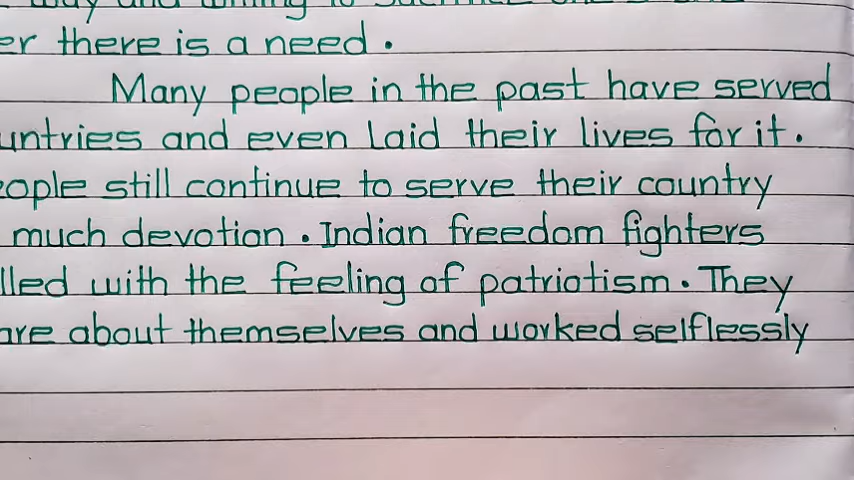 er there is a need.
Many people in the past have served
untries and even laid their lives for it.
eople still continue to serve their country
much devotion. Indian freedom fighters
lled with the feeling of patriotism. They
are about themselves and worked selflessly